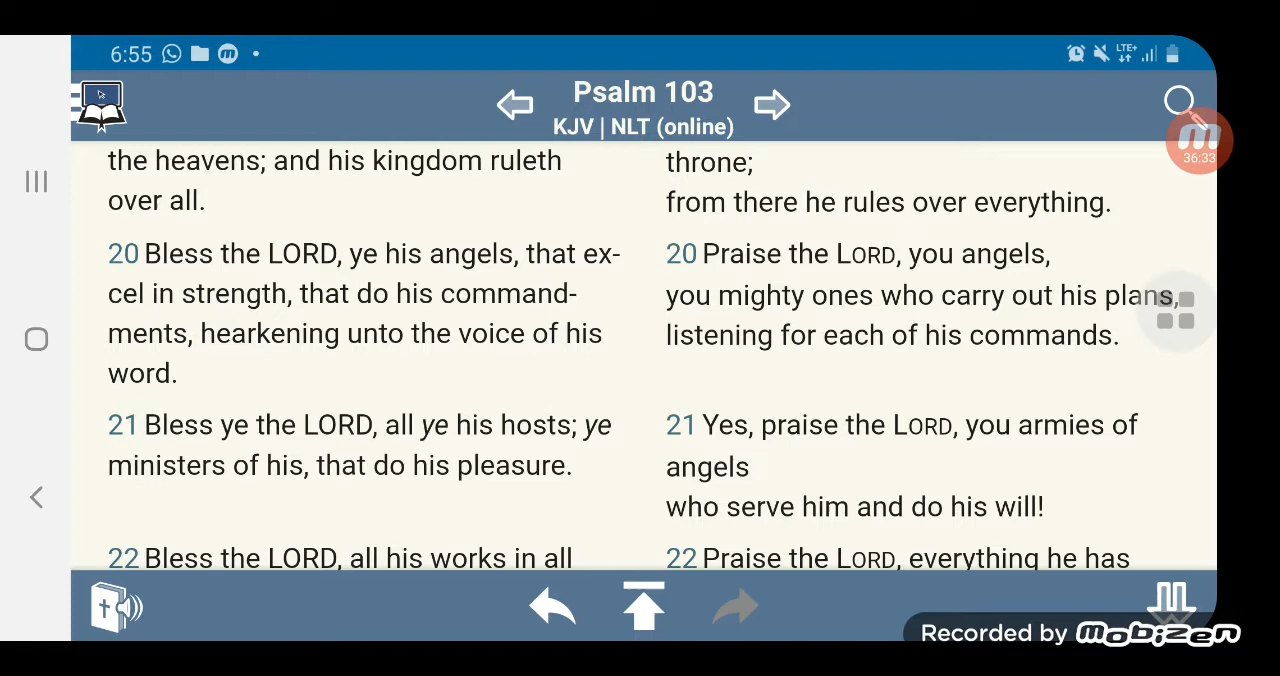 6:55
LTE+
Psalm 103
KJV | NLT (online)
36:33
the heavens; and his kingdom ruleth
over all.
20 Bless the LORD, ye his angels, that ex-
cel in strength, that do his command-
ments, hearkening unto the voice of his
word.
21 Bless ye the LORD, all ye his hosts; ye
ministers of his, that do his pleasure.
22 Bless the LORD, all his works in all
throne;
from there he rules over everything.
20 Praise the LORD, you angels,
you mighty ones who carry out his plans,
listening for each of his commands.
21 Yes, praise the LORD, you armies of
angels
who serve him and do his will!
22 Praise the LORD, everything he has
Recorded by mobizen